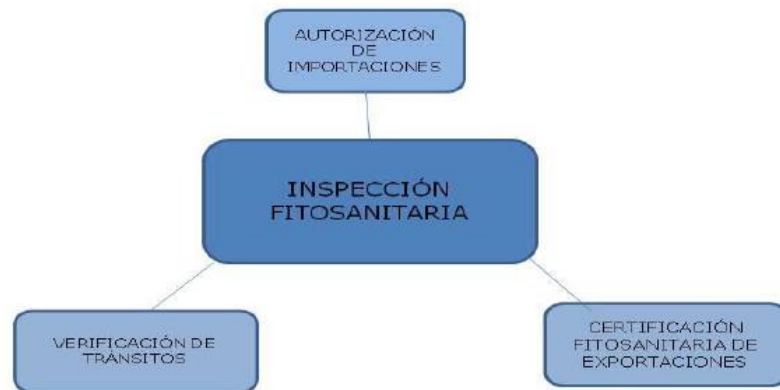 AUTORIZACIÓN
DE
IMPORTACIONES
INSPECCIÓN
FITOSANITARIA
VERIFICACIÓN DE
TRÁNSITOS
CERTIFICACIÓN
FITOSANITARIA DE
EXPORTACIONES